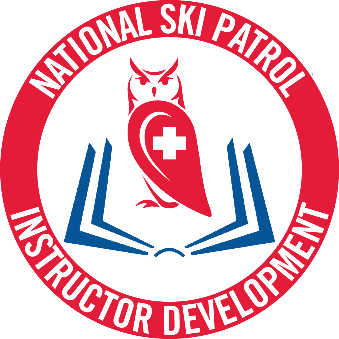 NATIONAL SKI PATROL
INSTRUCTOR DEVELOPMENT